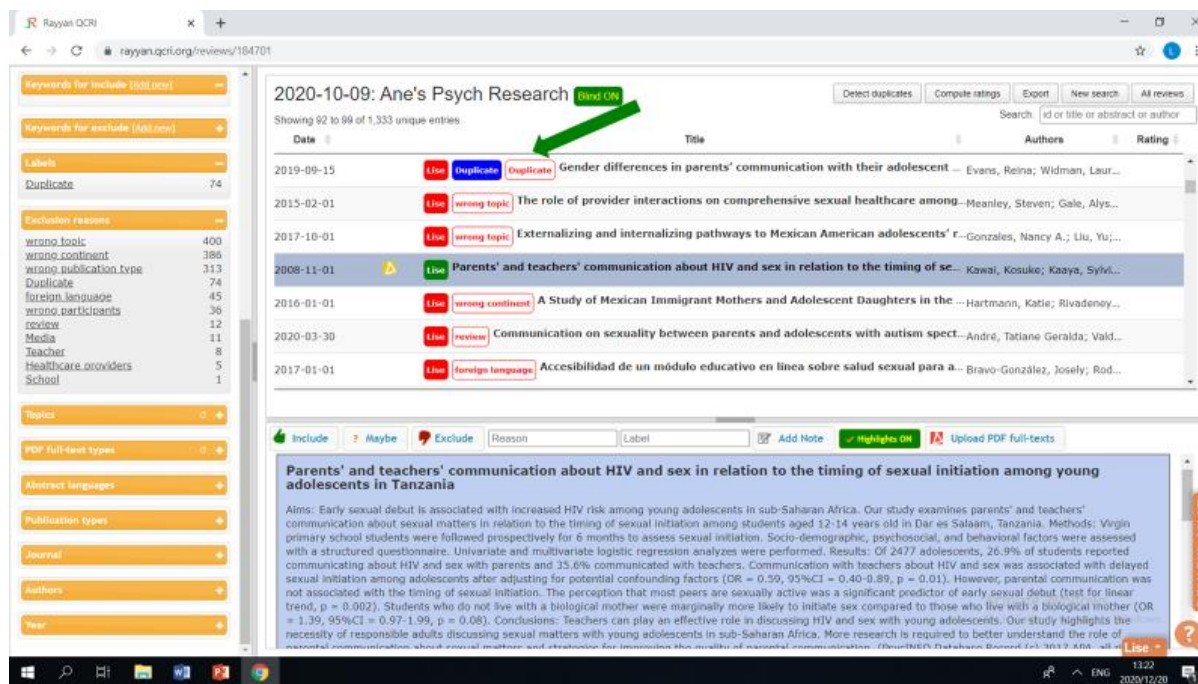 Rayyan QCRI
rayyan.qcri.org/reviews/184701
L
Keywords for include [Add new]
Keywords for exclude [Add new]
Labels
Duplicate 74
Exclusion reasons
wrong topic 400
wrong continent 386
wrong publication type 313
Duplicate 74
foreign language 45
wrong participants 36
review 12
Media 11
Teacher 8
Healthcare providers 5
School 1
Topics
PDF full-text types
Abstract languages
Publication types
Journal
Authors
Year
2020-10-09: Ane's Psych Research Blind ON
Detect duplicates Compute ratings Export New search All reviews
Showing 92 to 99 of 1,333 unique entries
Search: id or title or abstract or author
Date Title Authors Rating
2019-09-15 Lise Duplicate Duplicate Gender differences in parents' communication with their adolescent ... Evans, Reina; Widman, Laur...
2015-02-01 Lise wrong topic The role of provider interactions on comprehensive sexual healthcare among... Meanley, Steven; Gale, Alys...
2017-10-01 Lise wrong topic Externalizing and internalizing pathways to Mexican American adolescents' r... Gonzales, Nancy A.; Liu, Yu;...
2008-11-01 Lise Parents' and teachers' communication about HIV and sex in relation to the timing of se... Kawai, Kosuke; Kaaya, Sylvi...
2016-01-01 Lise wrong continent A Study of Mexican Immigrant Mothers and Adolescent Daughters in the ... Hartmann, Katie; Rivadeney...
2020-03-30 Lise review Communication on sexuality between parents and adolescents with autism spect... André, Tatiane Geralda; Vald...
2017-01-01 Lise foreign language Accesibilidad de un módulo educativo en línea sobre salud sexual para a... Bravo-González, Josely; Rod...
Include ? Maybe Exclude Reason Label Add Note Highlights ON Upload PDF full-texts
Parents' and teachers' communication about HIV and sex in relation to the timing of sexual initiation among young
adolescents in Tanzania
Aims: Early sexual debut is associated with increased HIV risk among young adolescents in sub-Saharan Africa. Our study examines parents' and teachers'
communication about sexual matters in relation to the timing of sexual initiation among students aged 12-14 years old in Dar es Salaam, Tanzania. Methods: Virgin
primary school students were followed prospectively for 6 months to assess sexual initiation. Socio-demographic, psychosocial, and behavioral factors were assessed
with a structured questionnaire. Univariate and multivariate logistic regression analyzes were performed. Results: Of 2477 adolescents, 26.9% of students reported
communicating about HIV and sex with parents and 35.6% communicated with teachers. Communication with teachers about HIV and sex was associated with delayed
sexual initiation among adolescents after adjusting for potential confounding factors (OR = 0.59, 95%CI = 0.40-0.89, p = 0.01). However, parental communication was
not associated with the timing of sexual initiation. The perception that most peers are sexually active was a significant predictor of early sexual debut (test for linear
trend, p = 0.002). Students who do not live with a biological mother were marginally more likely to initiate sex compared to those who live with a biological mother (OR
= 1.39, 95%CI = 0.97-1.99, p = 0.08). Conclusions: Teachers can play an effective role in discussing HIV and sex with young adolescents. Our study highlights the
necessity of responsible adults discussing sexual matters with young adolescents in sub-Saharan Africa. More research is required to better understand the role of
parental communication about sexual matters and strategies for improving the quality of parental communication. (PsycINFO Database Record (c) 2017 APA, all
Lise
?
ENG
13:22
2020/12/20